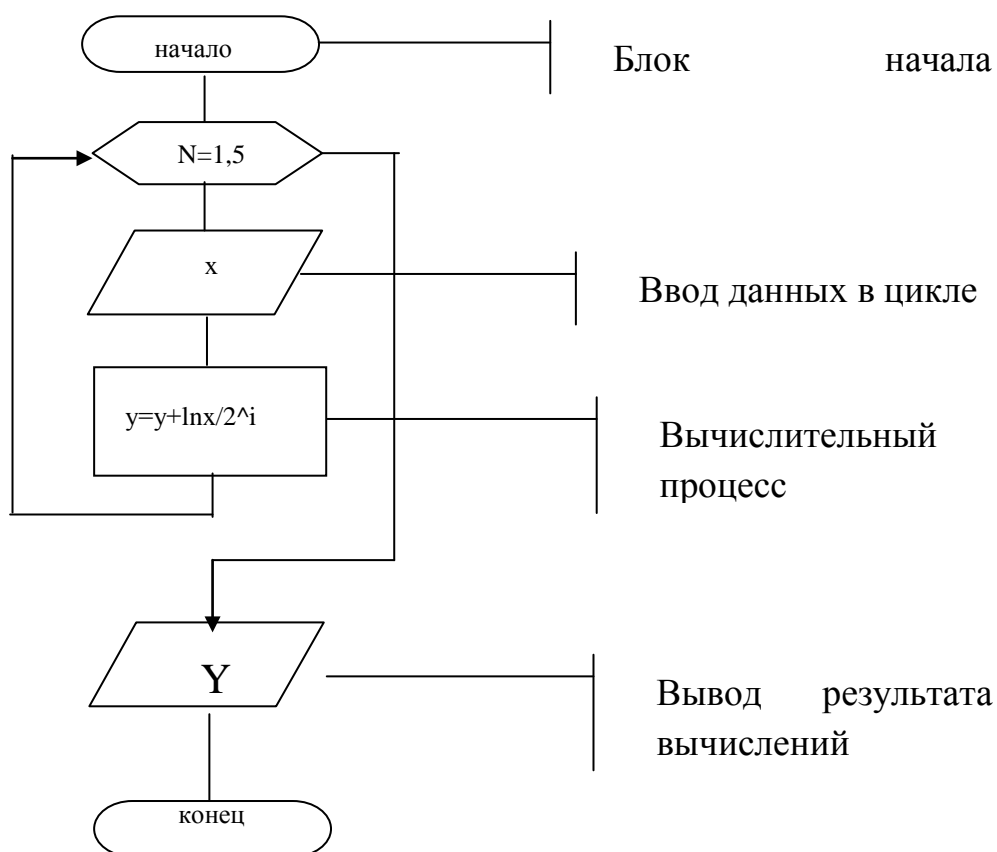 начало
Блок начала
N=1,5
x
Ввод данных в цикле
y=y+lnx/2^i
Вычислительный
процесс
Y
Вывод результата
вычислений
конец